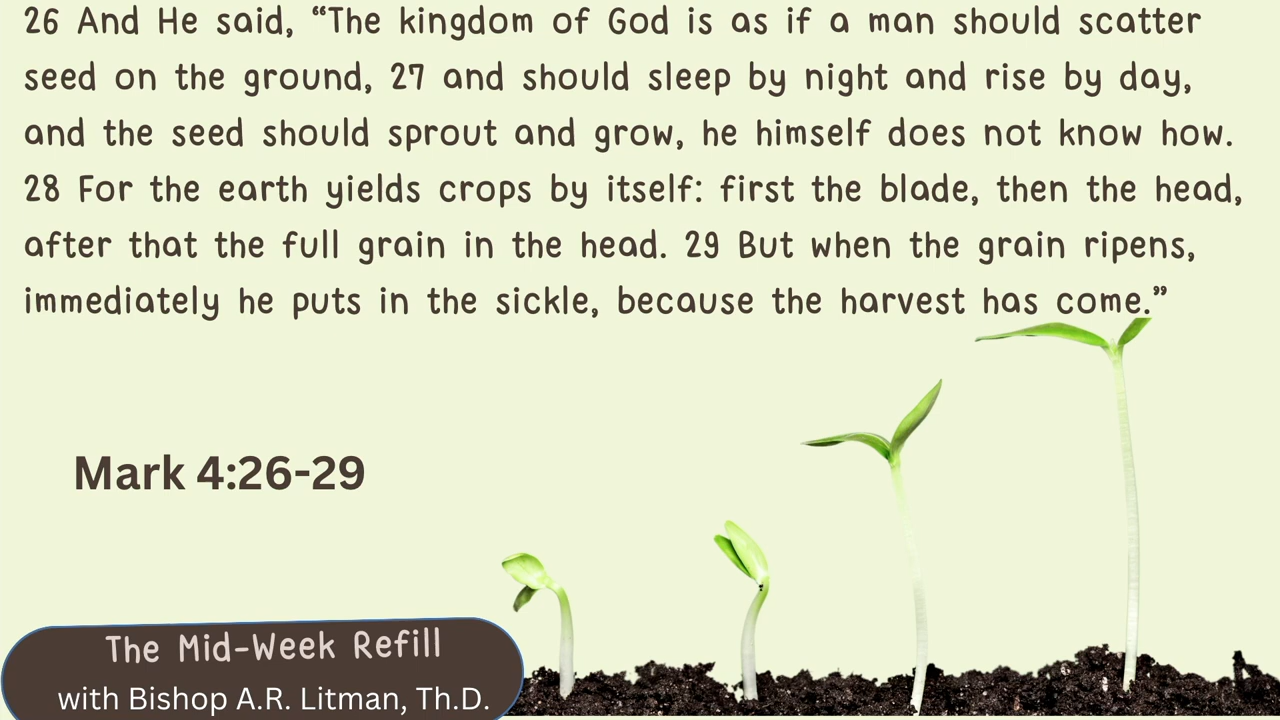 26 And He said, “The kingdom of God is as if a man should scatter
seed on the ground, 27 and should sleep by night and rise by day,
and the seed should sprout and grow, he himself does not know how.
28 For the earth yields crops by itself: first the blade, then the head,
after that the full grain in the head. 29 But when the grain ripens,
immediately he puts in the sickle, because the harvest has come.”
Mark 4:26-29
The Mid-Week Refill
with Bishop A.R. Litman, Th.D.